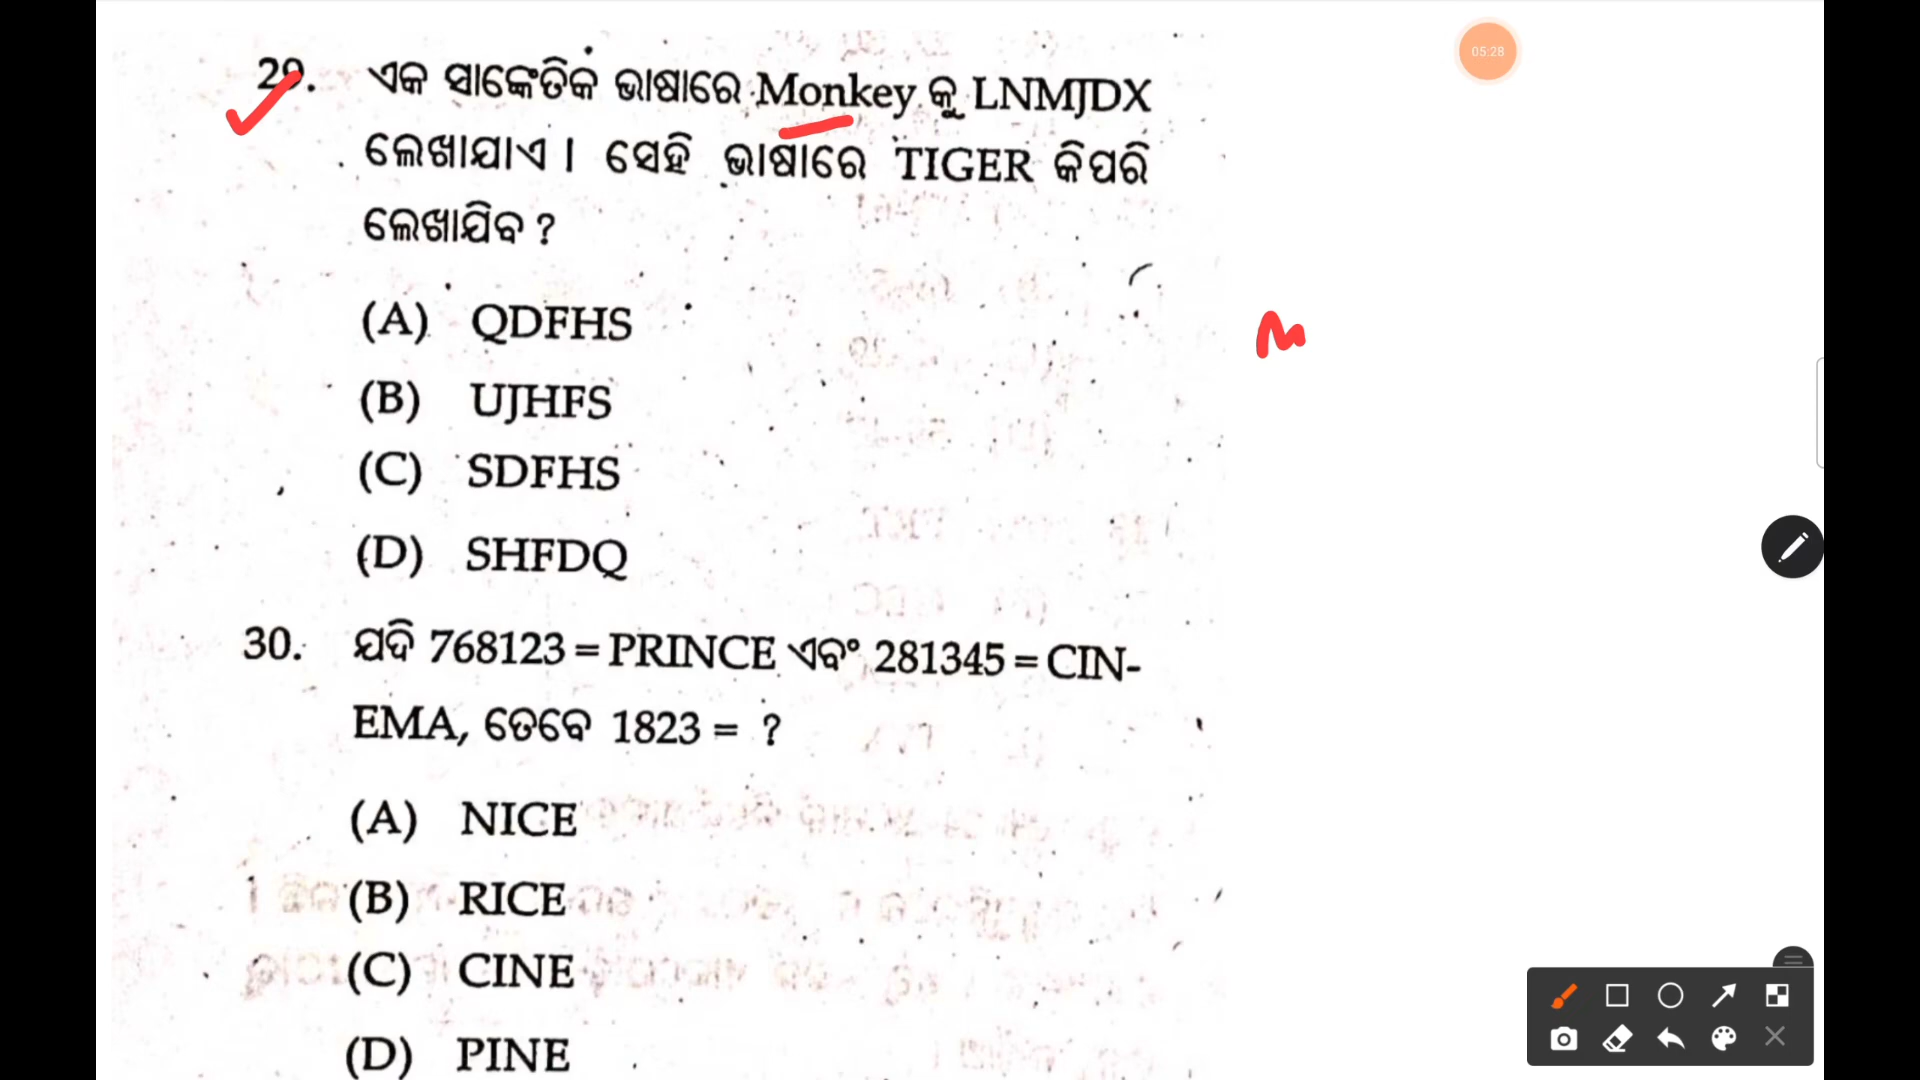 05:28
29. ଏକ ସାଙ୍କେତିକ ଭାଷାରେ Monkey କୁ LNMJDX
ଲେଖାଯାଏ । ସେହି ଭାଷାରେ TIGER କିପରି
ଲେଖାଯିବ ?
(A) QDFHS
M
(B) UJHFS
(C) SDFHS
(D) SHFDQ
30. ଯଦି 768123 = PRINCE ଏବଂ 281345 = CIN-
EMA, ତେବେ 1823 = ?
(A) NICE
(B) RICE
(C) CINE
(D) PINE